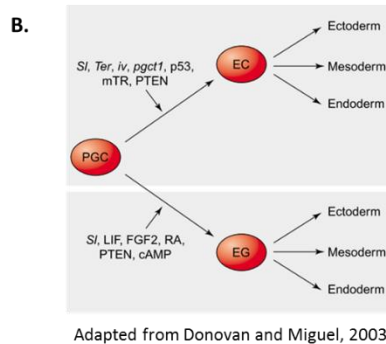 B.
Ectoderm
Sl, Ter, iv, pgct1, p53,
mTR, PTEN
EC
Mesoderm
Endoderm
PGC
Ectoderm
Sl, LIF, FGF2, RA,
PTEN, cAMP
EG
Mesoderm
Endoderm
Adapted from Donovan and Miguel, 2003